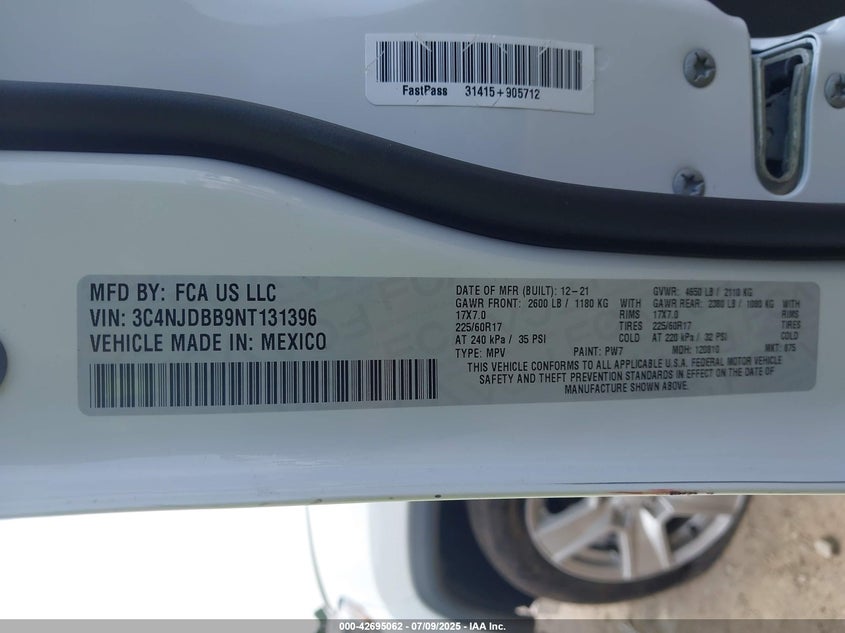 FastPass 31415+905712
MFD BY: FCA US LLC
VIN: 3C4NJDBB9NT131396
VEHICLE MADE IN: MEXICO
DATE OF MFR (BUILT): 12-21 GVWR: 4650 LB / 2110 KG
GAWR FRONT: 2600 LB / 1180 KG WITH GAWR REAR: 2380 LB / 1080 KG WITH
17X7.0 RIMS 17X7.0 RIMS
225/60R17 TIRES 225/60R17 TIRES
AT 240 kPa / 35 PSI COLD AT 220 kPa / 32 PSI COLD
TYPE: MPV PAINT: PW7 MDH: 120810 MKT: 875
THIS VEHICLE CONFORMS TO ALL APPLICABLE U.S.A. FEDERAL MOTOR VEHICLE
SAFETY AND THEFT PREVENTION STANDARDS IN EFFECT ON THE DATE OF
MANUFACTURE SHOWN ABOVE.
000-42695062 - 07/09/2025 - IAA Inc.